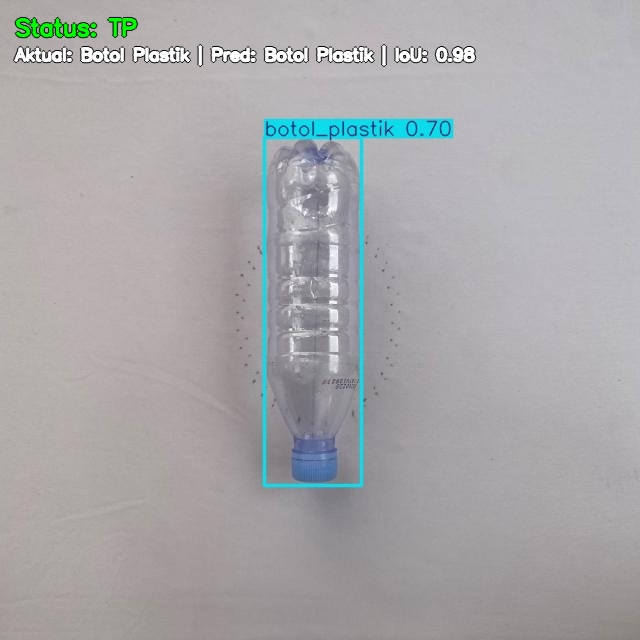 Status: TP
Aktual: Botol Plastik | Pred: Botol Plastik | IoU: 0.98
botol_plastik 0.70